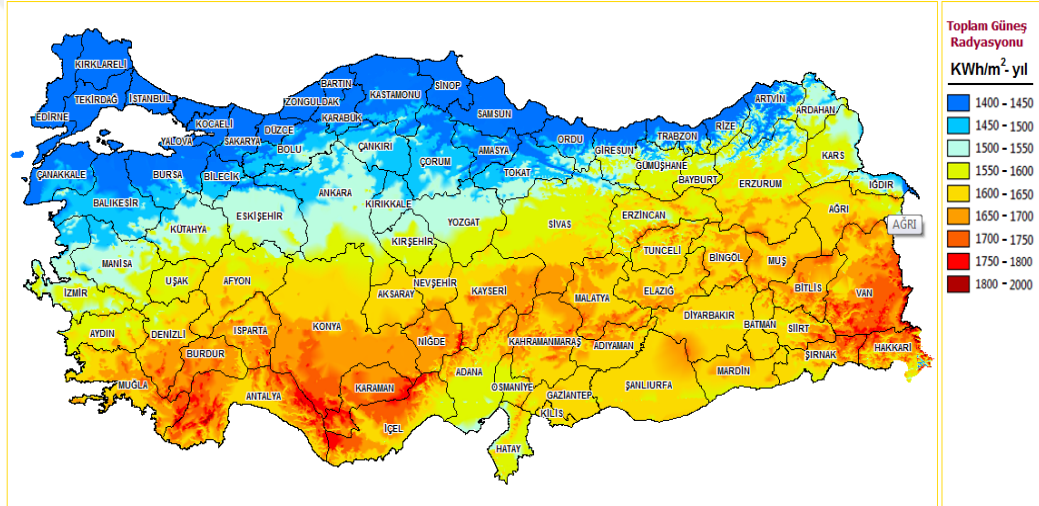 KIRKLARELİ
TEKİRDAĞ
İSTANBUL
EDİRNE
KOCAELİ
YALOVA
SAKARYA
DÜZCE
BOLU
ZONGULDAK
BARTIN
KARABÜK
KASTAMONU
SİNOP
SAMSUN
ÇANKIRI
ÇORUM
AMASYA
TOKAT
ORDU
GİRESUN
TRABZON
RİZE
ARTVİN
ARDAHAN
KARS
GÜMÜŞHANE
BAYBURT
ERZURUM
IĞDIR
AĞRI
AĞRI
ÇANAKKALE
BALIKEŞİR
BURSA
BİLECİK
ESKİŞEHİR
KÜTAHYA
ANKARA
KIRIKKALE
YOZGAT
KIRŞEHİR
SİVAS
ERZİNCAN
TUNCELİ
BİNGÖL
MUŞ
BİTLİS
VAN
MANİSA
İZMİR
UŞAK
AFYON
AKSARAY
NEVŞEHİR
KAYSERİ
MALATYA
ELAZIĞ
DİYARBAKIR
BATMAN
SİİRT
ŞIRNAK
HAKKARİ
AYDIN
DENİZLİ
ISPARTA
BURDUR
KONYA
NİĞDE
KAHRAMANMARAŞ
ADIYAMAN
MARDİN
MUĞLA
ANTALYA
KARAMAN
İÇEL
ADANA
OSMANİYE
GAZİANTEP
KİLİS
ŞANLIURFA
HATAY
Toplam Güneş
Radyasyonu
KWh/m²- yıl
1400 - 1450
1450 - 1500
1500 - 1550
1550 - 1600
1600 - 1650
1650 - 1700
1700 - 1750
1750 - 1800
1800 - 2000